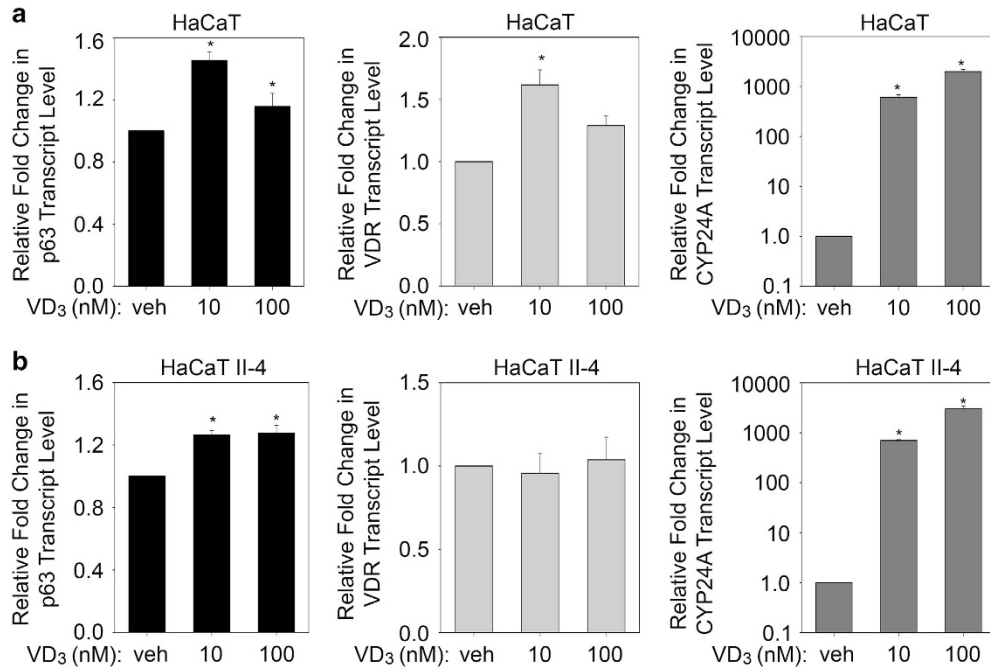 a
HaCaT
Relative Fold Change in
p63 Transcript Level
1.6
1.2
0.8
0.4
0.0
*
*
VD₃ (nM): veh 10 100
HaCaT
Relative Fold Change in
VDR Transcript Level
2.0
1.5
1.0
0.5
0.0
*
VD₃ (nM): veh 10 100
HaCaT
Relative Fold Change in
CYP24A Transcript Level
10000
1000
100
10
1.0
0.1
*
*
VD₃ (nM): veh 10 100
b
HaCaT II-4
Relative Fold Change in
p63 Transcript Level
1.6
1.2
0.8
0.4
0.0
*
*
VD₃ (nM): veh 10 100
HaCaT II-4
Relative Fold Change in
VDR Transcript Level
1.5
1.0
0.5
0.0
VD₃ (nM): veh 10 100
HaCaT II-4
Relative Fold Change in
CYP24A Transcript Level
10000
1000
100
10
1.0
0.1
*
*
VD₃ (nM): veh 10 100